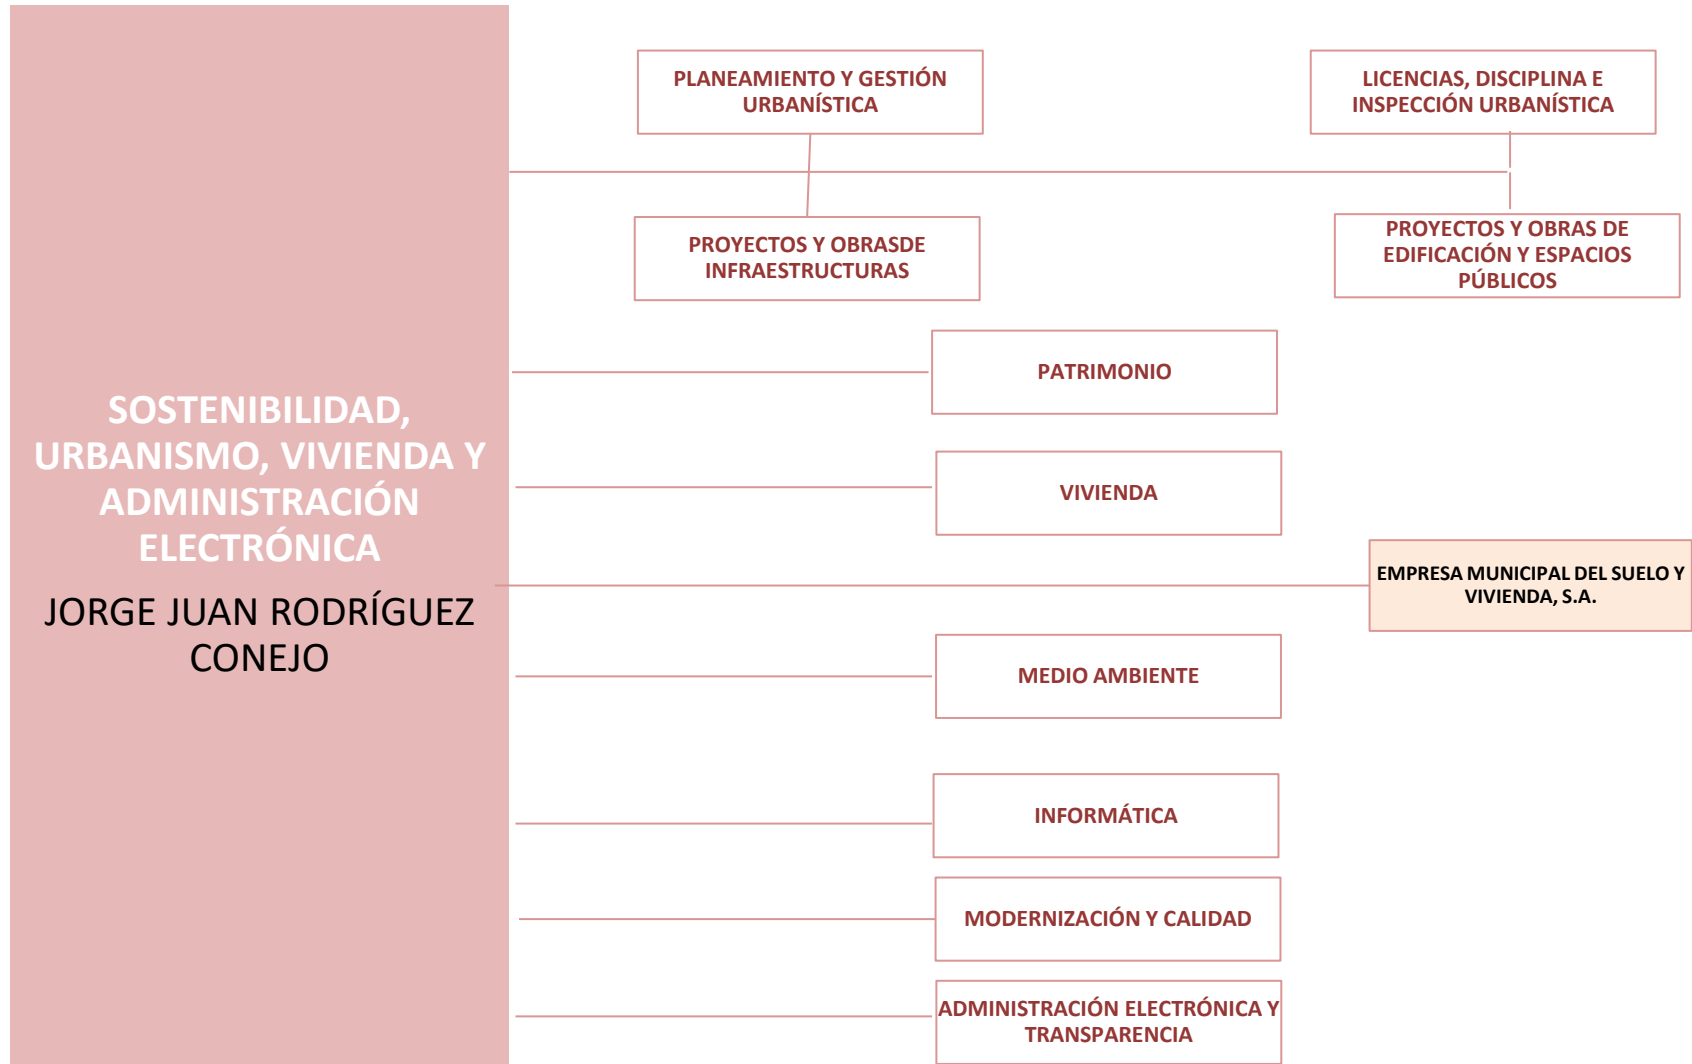 SOSTENIBILIDAD,
URBANISMO, VIVIENDA Y
ADMINISTRACIÓN
ELECTRÓNICA
JORGE JUAN RODRÍGUEZ
CONEJO
PLANEAMIENTO Y GESTIÓN
URBANÍSTICA
LICENCIAS, DISCIPLINA E
INSPECCIÓN URBANÍSTICA
PROYECTOS Y OBRASDE
INFRAESTRUCTURAS
PROYECTOS Y OBRAS DE
EDIFICACIÓN Y ESPACIOS
PÚBLICOS
PATRIMONIO
VIVIENDA
EMPRESA MUNICIPAL DEL SUELO Y
VIVIENDA, S.A.
MEDIO AMBIENTE
INFORMÁTICA
MODERNIZACIÓN Y CALIDAD
ADMINISTRACIÓN ELECTRÓNICA Y
TRANSPARENCIA